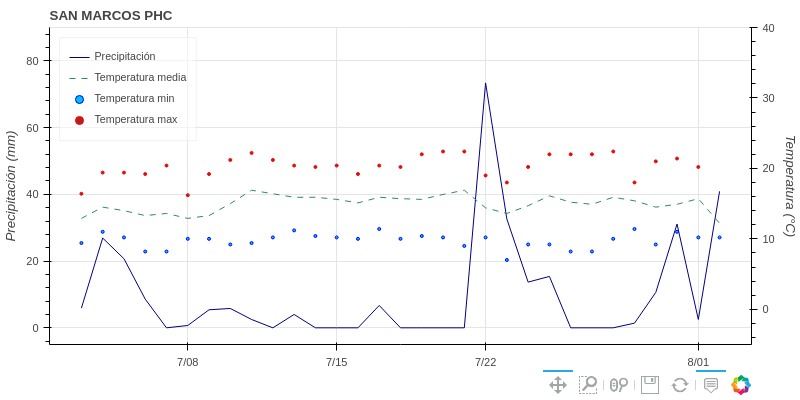 SAN MARCOS PHC
Precipitación
Temperatura media
Temperatura min
Temperatura max
Precipitación (mm)
80
60
40
20
0
Temperatura (°C)
40
30
20
10
0
7/08
7/15
7/22
8/01